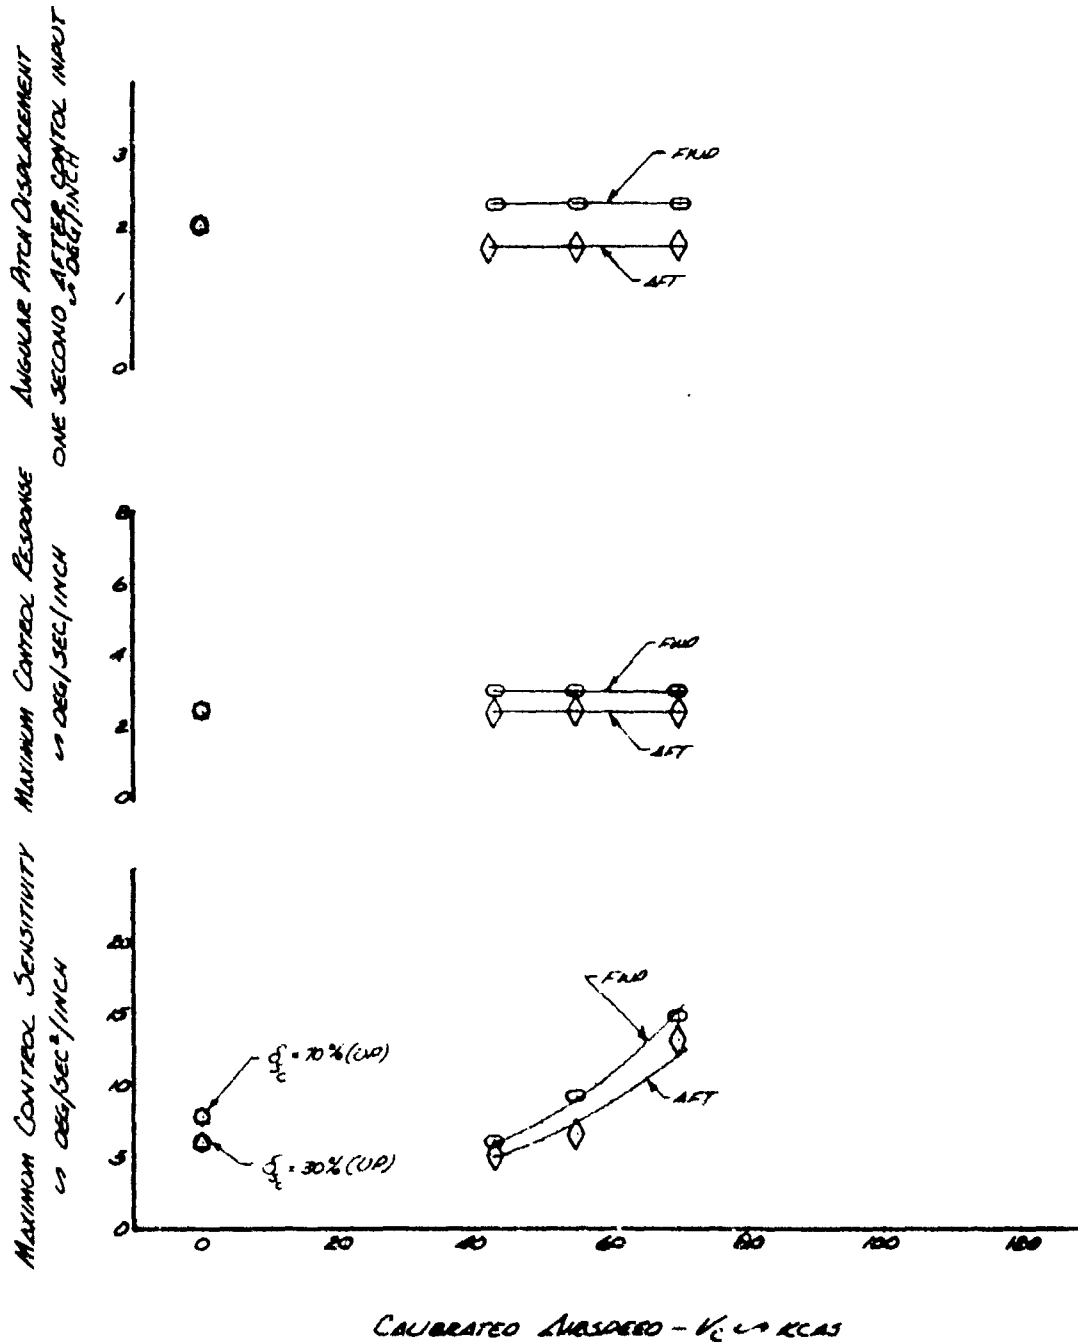 ANGULAR PITCH DISPLACEMENT
ONE SECOND AFTER CONTOL INPUT
~ DEG/INCH
3
2
1
0
FWD
AFT
MAXIMUM CONTROL RESPONSE
~ DEG/SEC/INCH
8
6
4
2
0
FWD
AFT
MAXIMUM CONTROL SENSITIVITY
~ DEG/SEC²/INCH
20
15
10
5
0
δc = 70% (UP)
δc = 30% (UP)
FWD
AFT
0 20 40 60 80 100 120
CALIBRATED AIRSPEED - Vc ~ KCAS